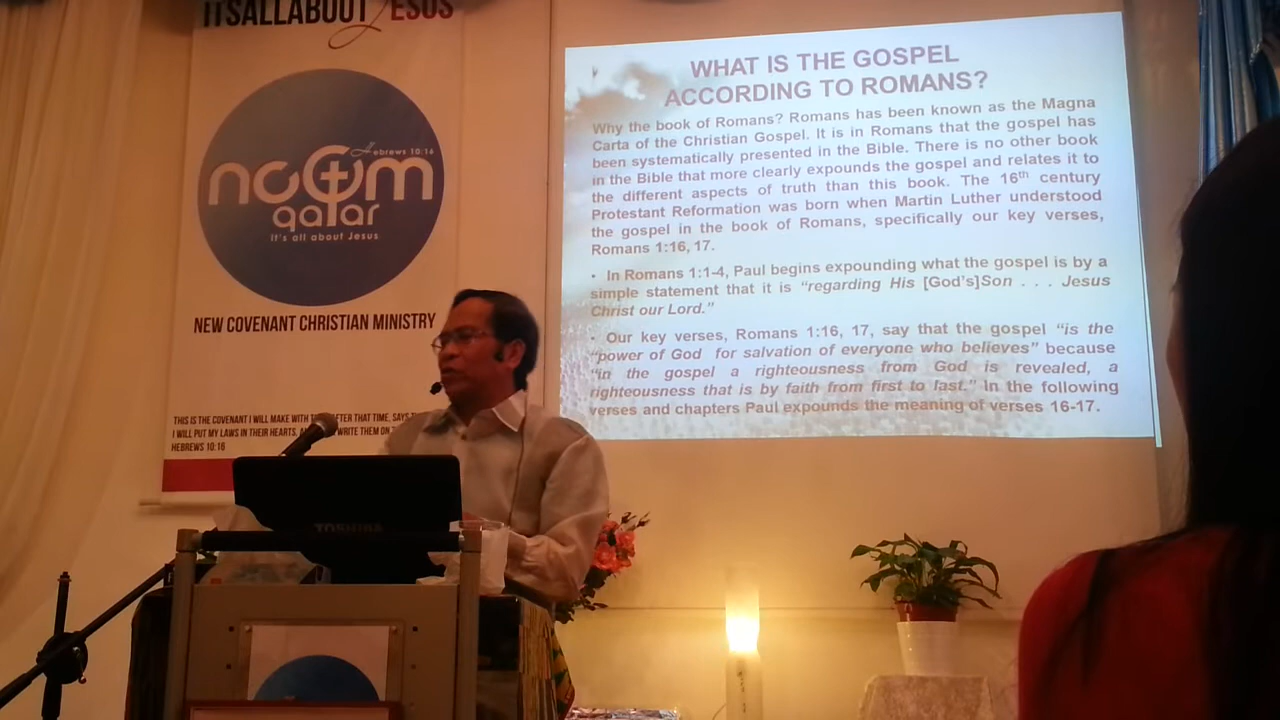 ITSALLABOUT JESUS
Hebrews 10:16
nccm
qatar
It's all about Jesus
NEW COVENANT CHRISTIAN MINISTRY
THIS IS THE COVENANT I WILL MAKE WITH AFTER THAT TIME, SAYS
I WILL PUT MY LAWS IN THEIR HEARTS, WRITE THEM ON
HEBREWS 10:16
TOSHIBA
WHAT IS THE GOSPEL
ACCORDING TO ROMANS?
Why the book of Romans? Romans has been known as the Magna
Carta of the Christian Gospel. It is in Romans that the gospel has
been systematically presented in the Bible. There is no other book
in the Bible that more clearly expounds the gospel and relates it to
the different aspects of truth than this book. The 16th century
Protestant Reformation was born when Martin Luther understood
the gospel in the book of Romans, specifically our key verses,
Romans 1:16, 17.
• In Romans 1:1-4, Paul begins expounding what the gospel is by a
simple statement that it is “regarding His [God’s]Son . . . Jesus
Christ our Lord.”
• Our key verses, Romans 1:16, 17, say that the gospel “is the
“power of God for salvation of everyone who believes” because
“in the gospel a righteousness from God is revealed, a
righteousness that is by faith from first to last.” In the following
verses and chapters Paul expounds the meaning of verses 16-17.